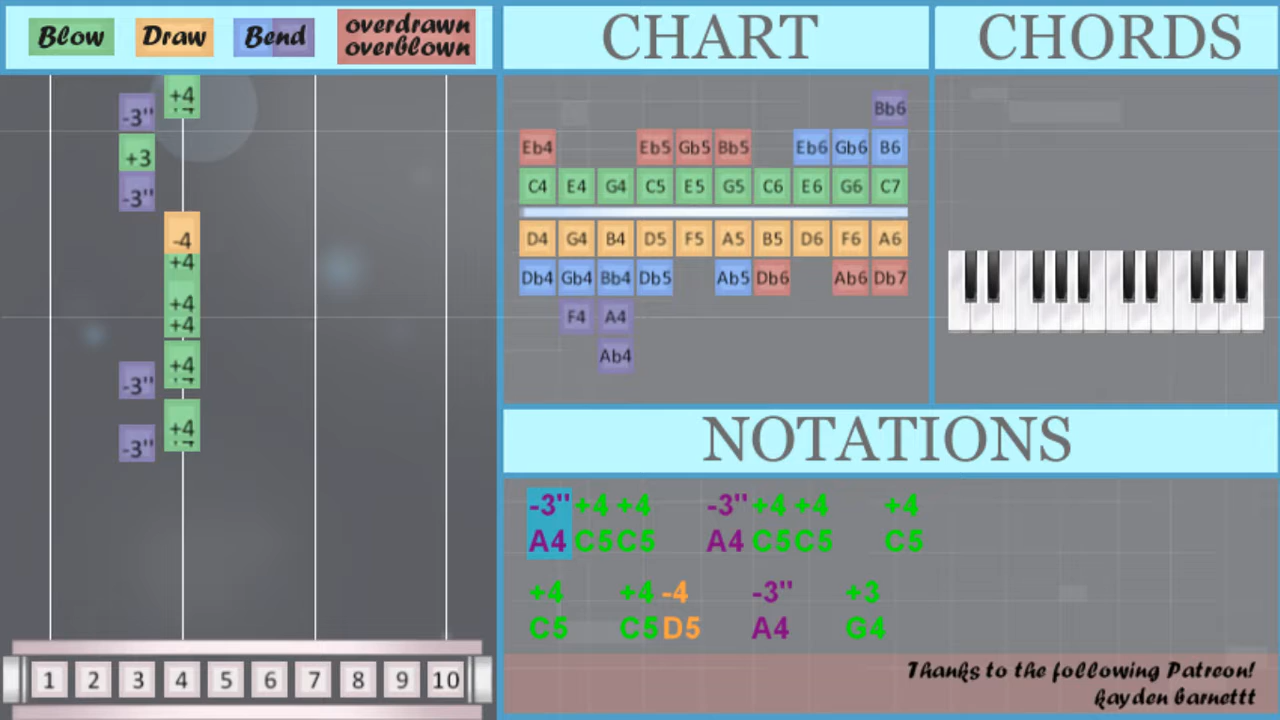 Blow Draw Bend overdrawn
overblown
CHART
CHORDS
+4
-3"
+3
-3"
-4
+4
+4
+4
+4
-3"
+4
-3"
1 2 3 4 5 6 7 8 9 10
Bb6
Eb4 Eb5 Gb5 Bb5 Eb6 Gb6 B6
C4 E4 G4 C5 E5 G5 C6 E6 G6 C7
D4 G4 B4 D5 F5 A5 B5 D6 F6 A6
Db4 Gb4 Bb4 Db5 Ab5 Db6 Ab6 Db7
F4 A4
Ab4
NOTATIONS
-3" +4 +4 -3" +4 +4 +4
A4 C5 C5 A4 C5 C5 C5
+4 +4 -4 -3" +3
C5 C5 D5 A4 G4
Thanks to the following Patreon!
kayden barnettt